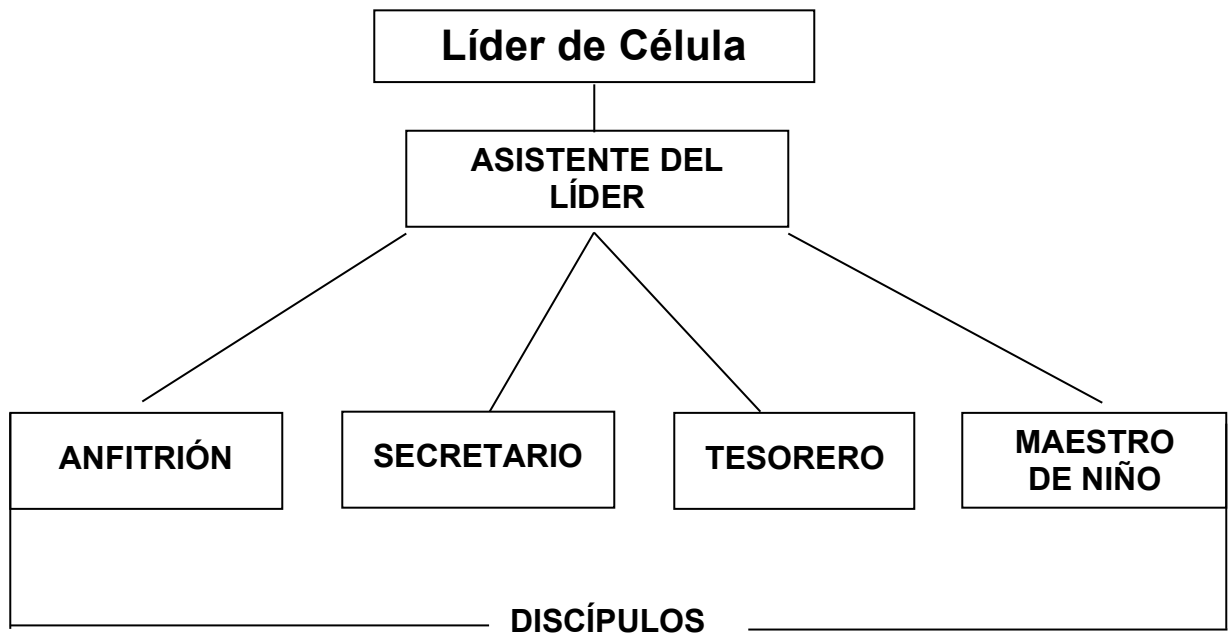 Líder de Célula
ASISTENTE DEL
LÍDER
ANFITRIÓN
SECRETARIO
TESORERO
MAESTRO
DE NIÑO
DISCÍPULOS